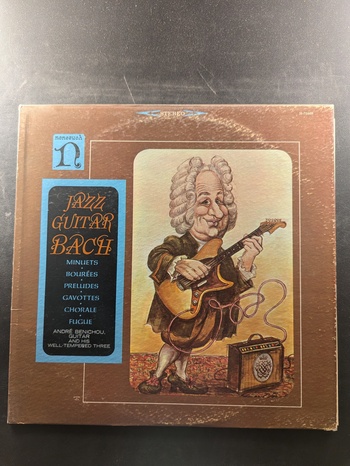 STEREO
nonesuch
n
JAZZ
GUITAR
BACH
MINUETS
BOURÉES
PRELUDES
GAVOTTES
CHORALE
FUGUE
ANDRÉ BENICHOU,
GUITAR
AND HIS
WELL-TEMPERED THREE